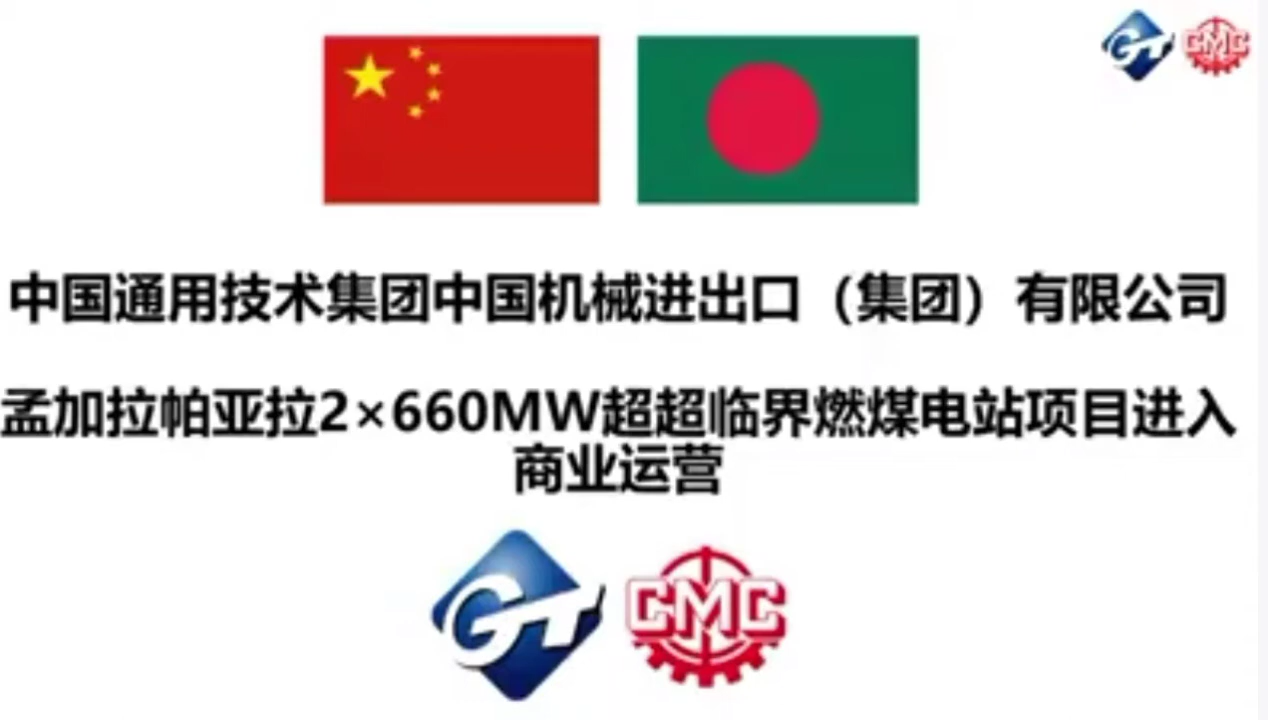 GT CMC
中国通用技术集团中国机械进出口（集团）有限公司
孟加拉帕亚拉2×660MW超超临界燃煤电站项目进入
商业运营
GT CMC